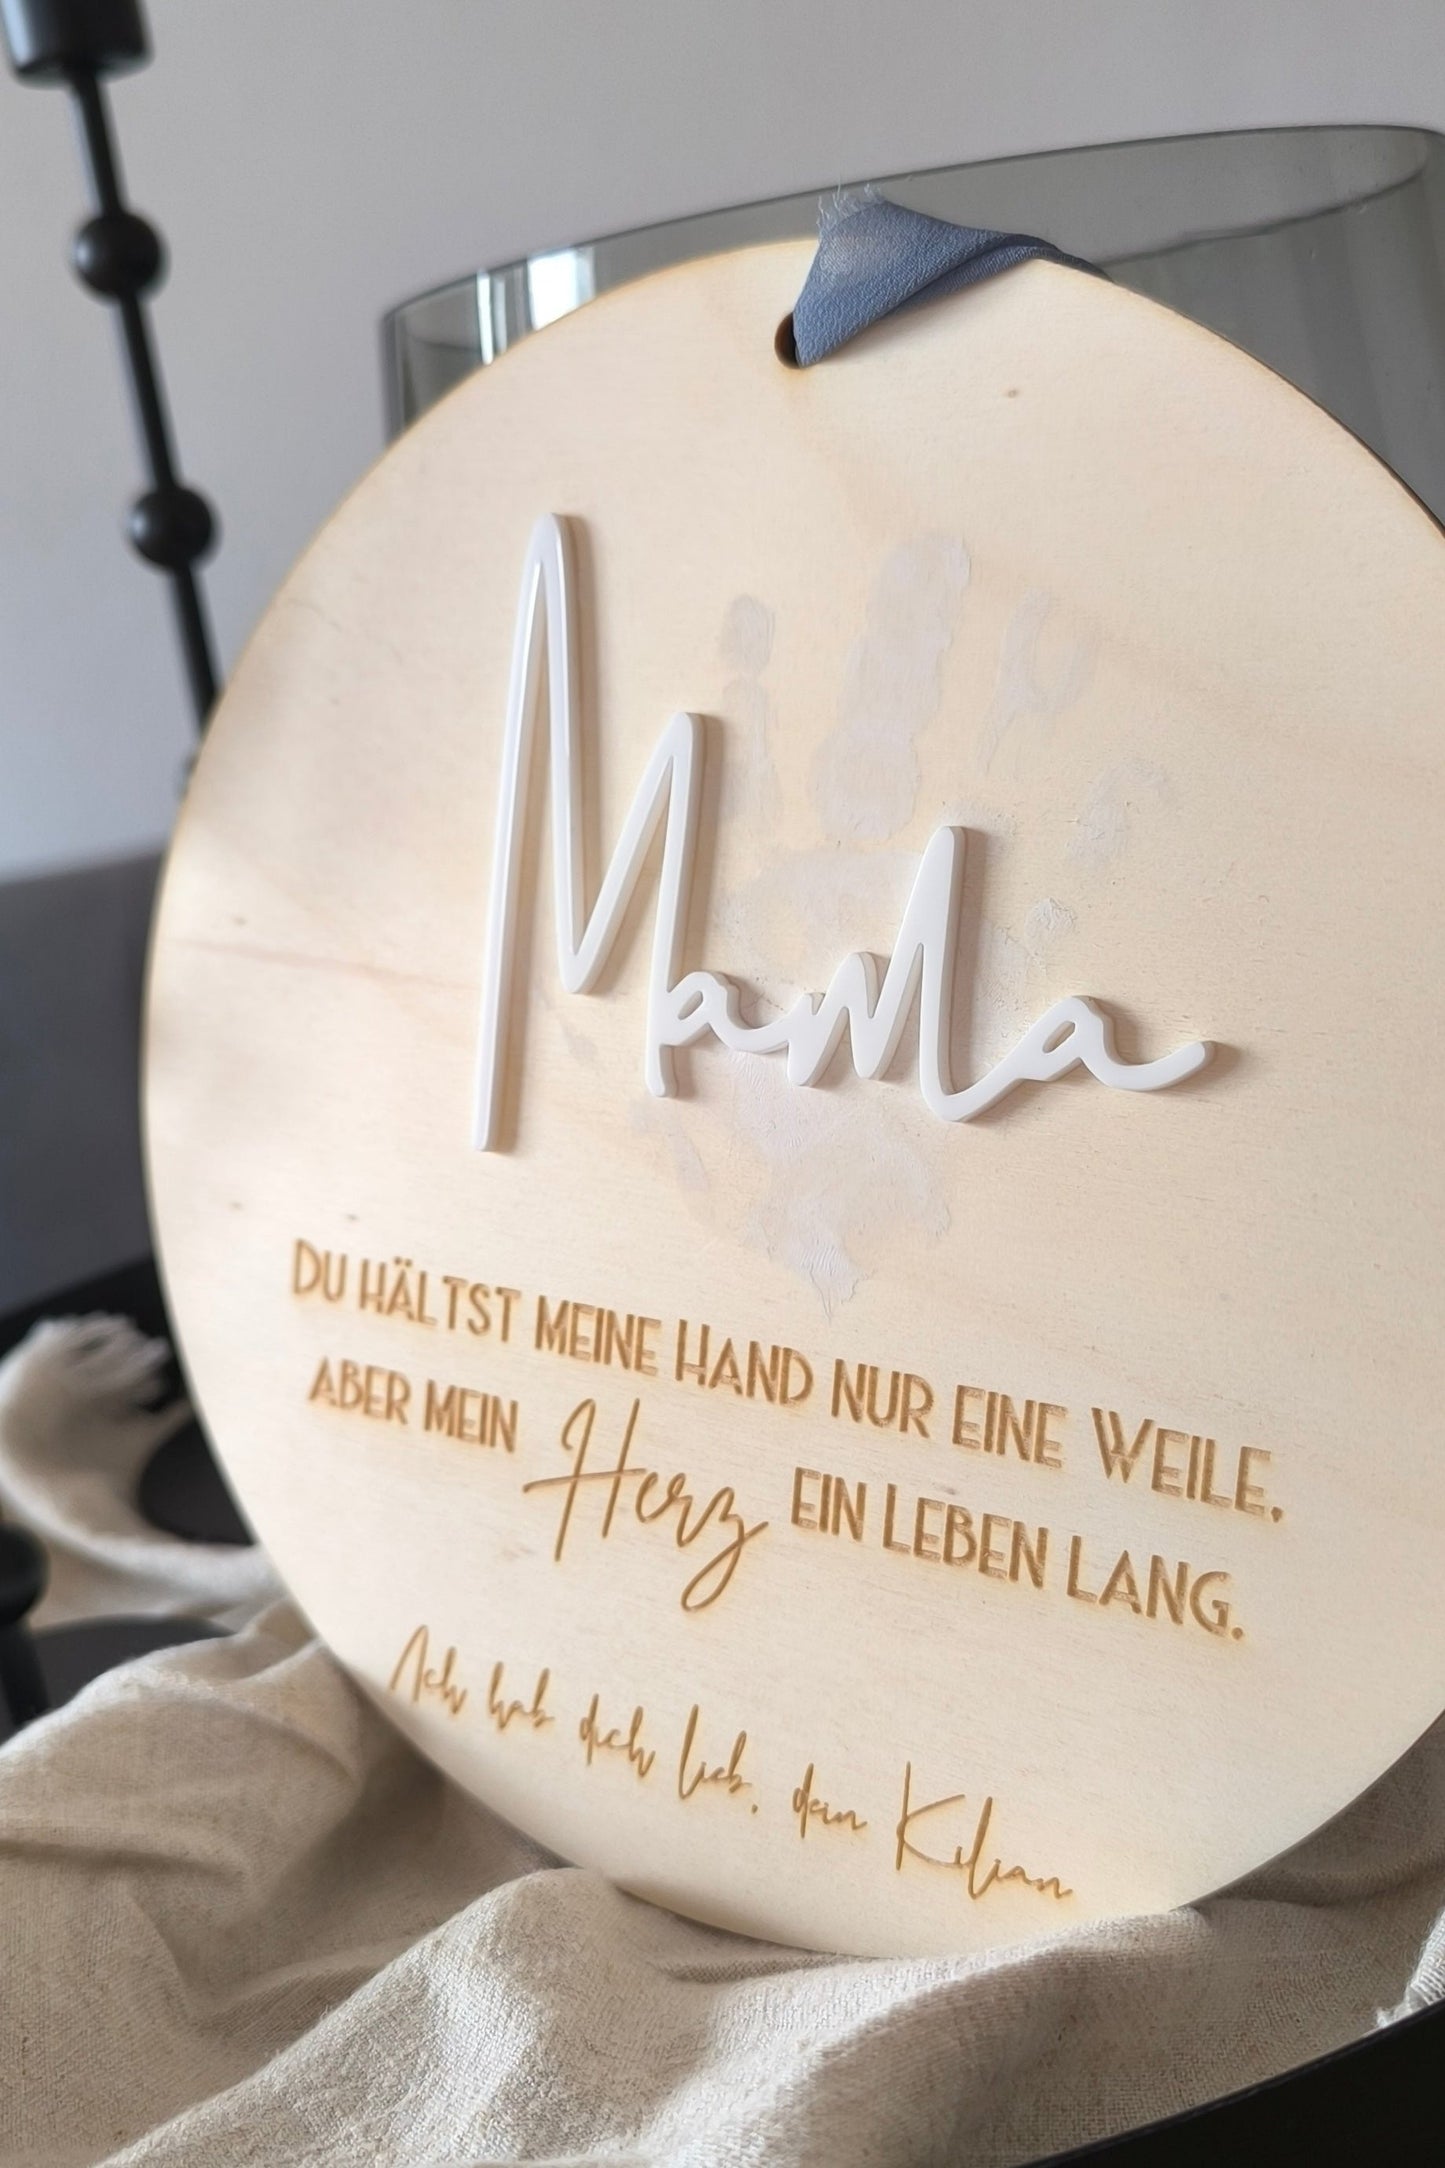 Mama
Du hältst meine Hand nur eine Weile,
aber mein Herz ein Leben lang.
Ich hab dich lieb, dein Kilian